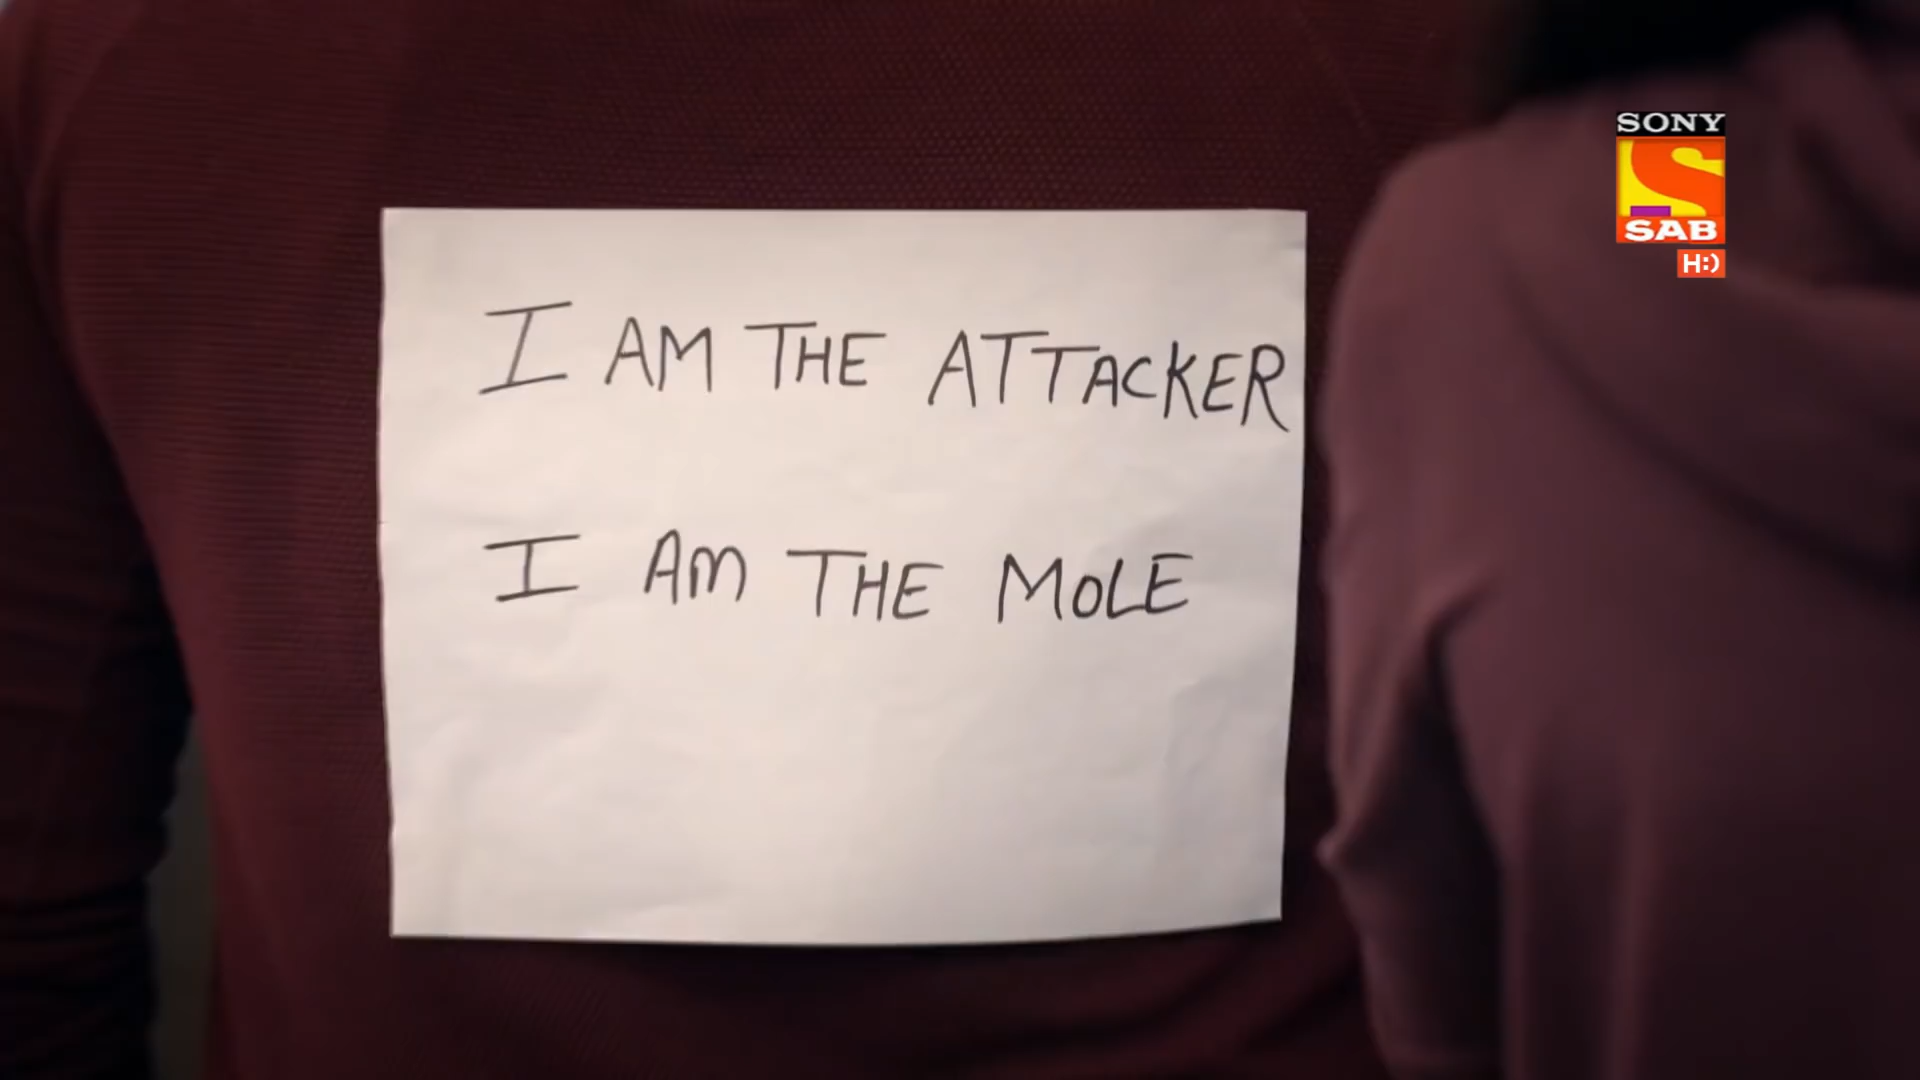 SONY
SAB
H:)
I AM THE ATTACKER
I AM THE MOLE